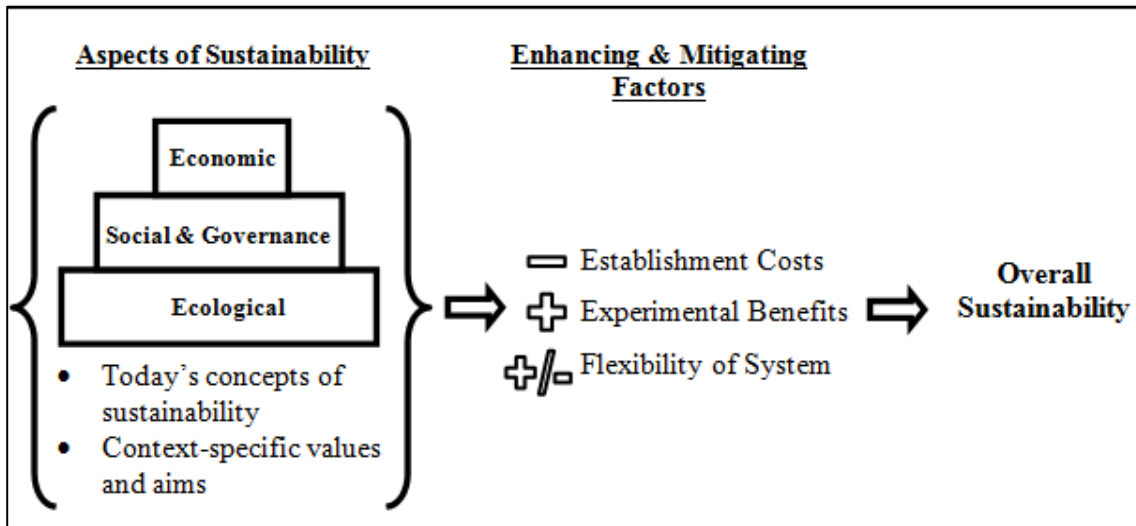 Aspects of Sustainability
Economic
Social & Governance
Ecological
• Today’s concepts of
sustainability
• Context-specific values
and aims
Enhancing & Mitigating
Factors
Establishment Costs
Experimental Benefits
+/- Flexibility of System
Overall
Sustainability